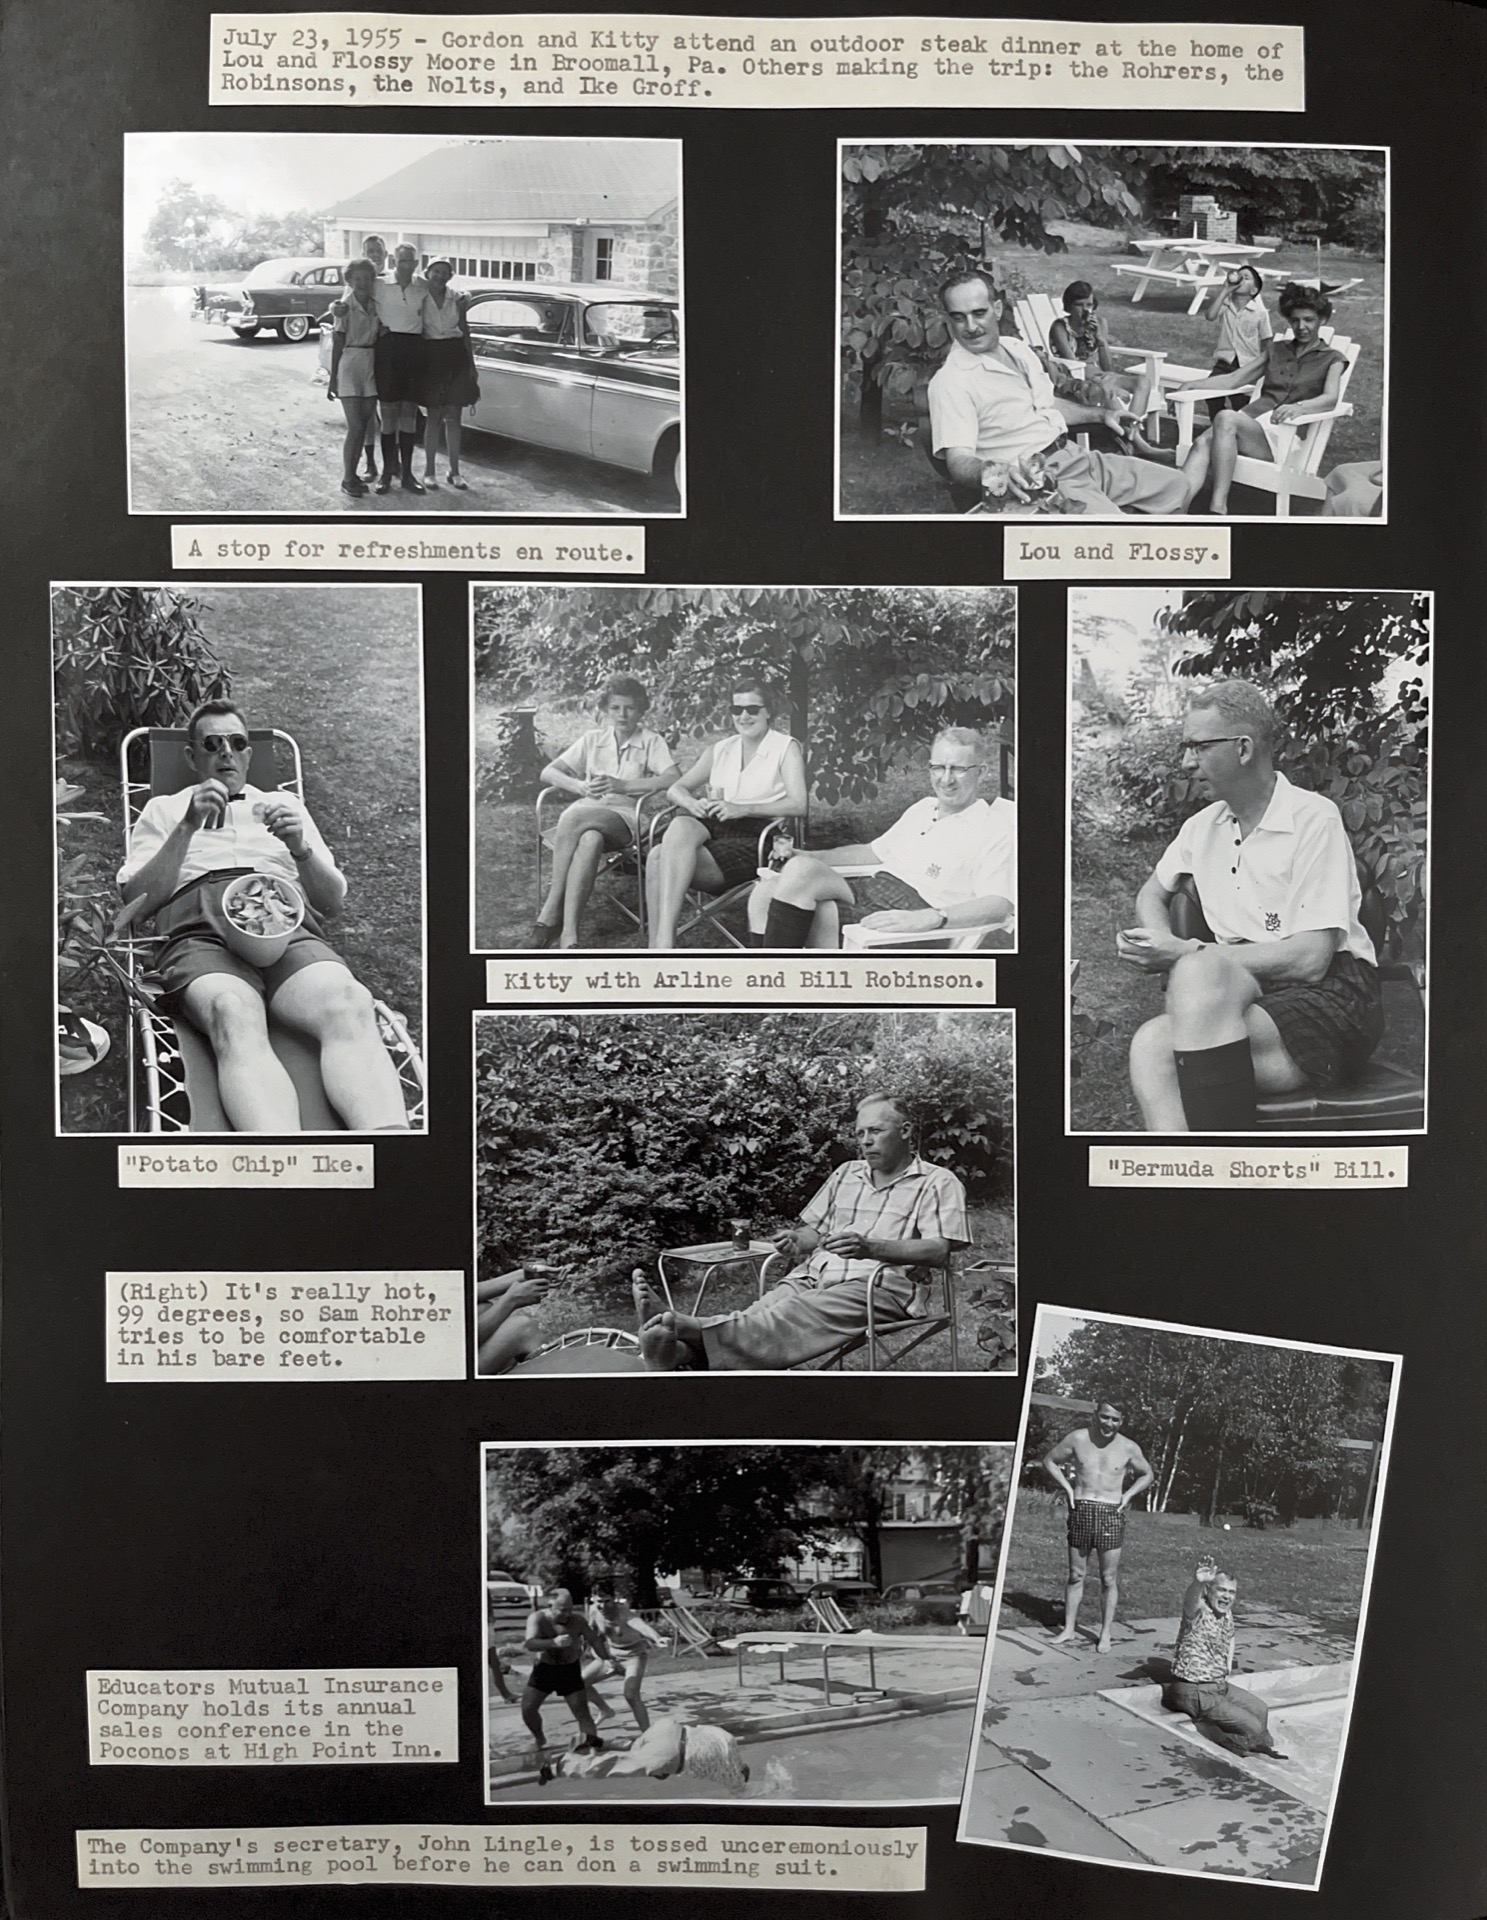 July 23, 1955 - Gordon and Kitty attend an outdoor steak dinner at the home of
Lou and Flossy Moore in Broomall, Pa. Others making the trip: the Rohrers, the
Robinsons, the Nolts, and Ike Groff.
A stop for refreshments en route.
Lou and Flossy.
Kitty with Arline and Bill Robinson.
"Potato Chip" Ike.
"Bermuda Shorts" Bill.
(Right) It's really hot,
99 degrees, so Sam Rohrer
tries to be comfortable
in his bare feet.
Educators Mutual Insurance
Company holds its annual
sales conference in the
Poconos at High Point Inn.
The Company's secretary, John Lingle, is tossed unceremoniously
into the swimming pool before he can don a swimming suit.